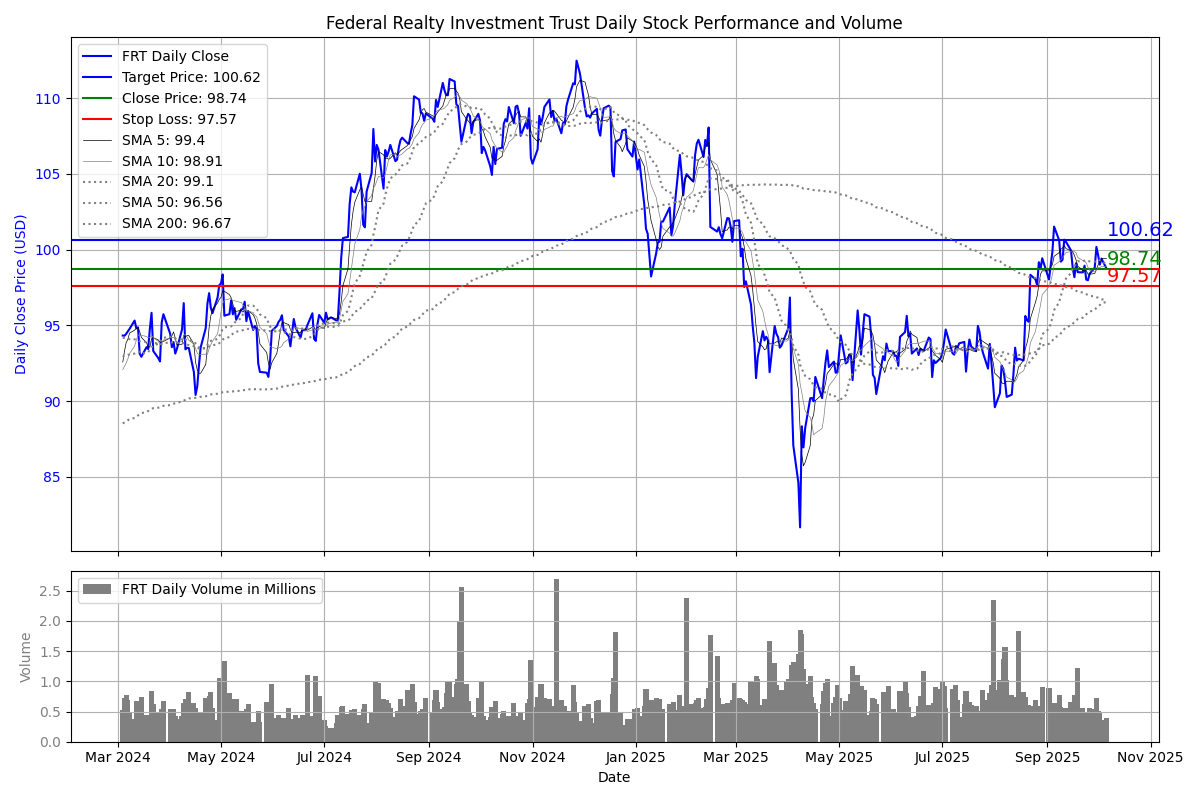 Federal Realty Investment Trust Daily Stock Performance and Volume
FRT Daily Close
Target Price: 100.62
Close Price: 98.74
Stop Loss: 97.57
SMA 5: 99.4
SMA 10: 98.91
SMA 20: 99.1
SMA 50: 96.56
SMA 200: 96.67
Daily Close Price (USD)
110
105
100
95
90
85
100.62
98.74
97.57
FRT Daily Volume in Millions
Volume
2.5
2.0
1.5
1.0
0.5
0.0
Mar 2024 May 2024 Jul 2024 Sep 2024 Nov 2024 Jan 2025 Mar 2025 May 2025 Jul 2025 Sep 2025 Nov 2025
Date